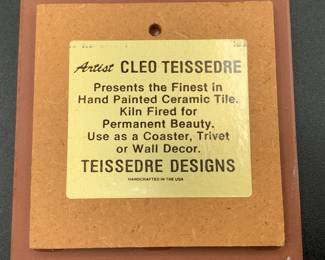 Artist CLEO TEISSEDRE
Presents the Finest in
Hand Painted Ceramic Tile.
Kiln Fired for
Permanent Beauty.
Use as a Coaster, Trivet
or Wall Decor.
TEISSEDRE DESIGNS
HANDCRAFTED IN THE USA